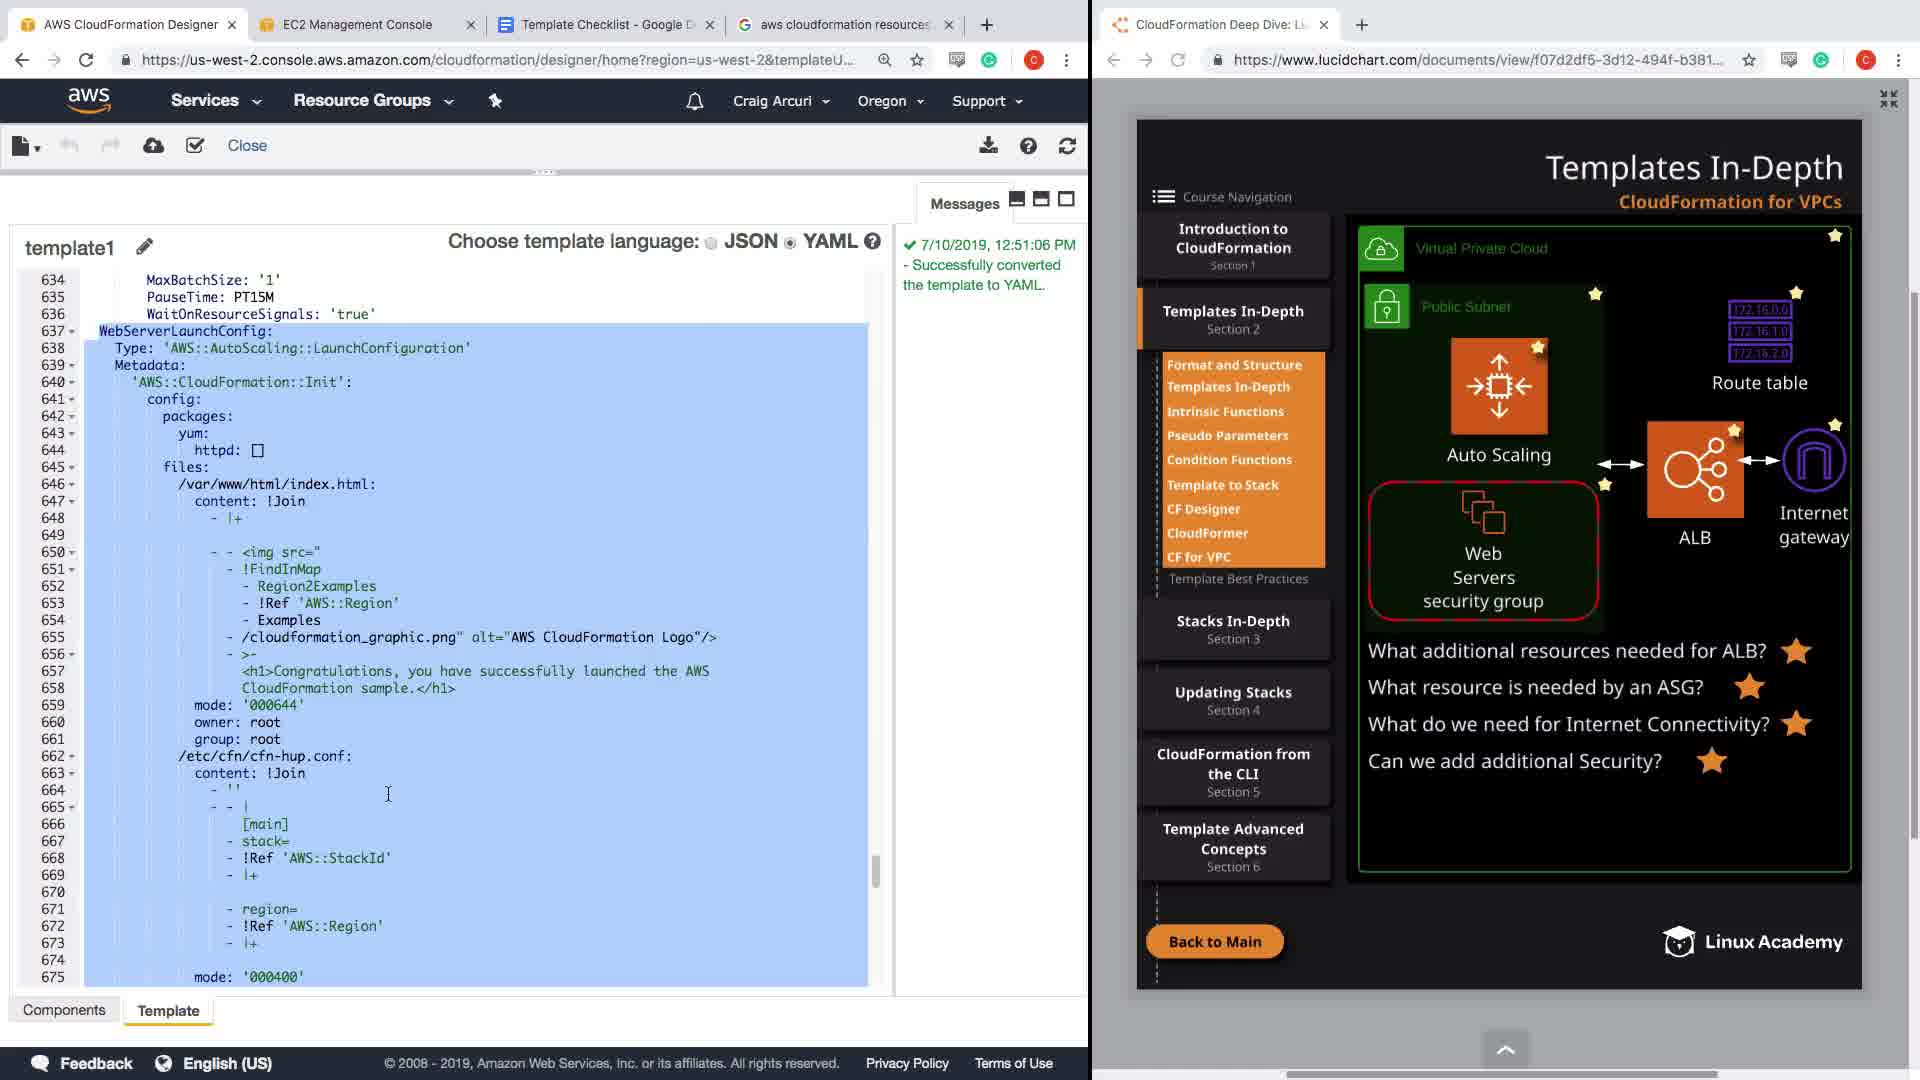 AWS CloudFormation Designer
EC2 Management Console
Template Checklist - Google D
aws cloudformation resources
https://us-west-2.console.aws.amazon.com/cloudformation/designer/home?region=us-west-2&templateU...
C
aws
Services
Resource Groups
Craig Arcuri
Oregon
Support
Close
Messages
template1
Choose template language:
JSON
YAML
7/10/2019, 12:51:06 PM
- Successfully converted
the template to YAML.
634 MaxBatchSize: '1'
635 PauseTime: PT15M
636 WaitOnResourceSignals: 'true'
637 WebServerLaunchConfig:
638 Type: 'AWS::AutoScaling::LaunchConfiguration'
639 Metadata:
640 'AWS::CloudFormation::Init':
641 config:
642 packages:
643 yum:
644 httpd: []
645 files:
646 /var/www/html/index.html:
647 content: !Join
648 - |+
649
650 - - <img src="
651 - !FindInMap
652 - Region2Examples
653 - !Ref 'AWS::Region'
654 - Examples
655 - /cloudformation_graphic.png" alt="AWS CloudFormation Logo"/>
656 - >-
657 <h1>Congratulations, you have successfully launched the AWS
658 CloudFormation sample.</h1>
659 mode: '000644'
660 owner: root
661 group: root
662 /etc/cfn/cfn-hup.conf:
663 content: !Join
664 - ''
665 - - |
666 [main]
667 - stack=
668 - !Ref 'AWS::StackId'
669 - |+
670
671 - region=
672 - !Ref 'AWS::Region'
673 - |+
674
675 mode: '000400'
Components
Template
Feedback
English (US)
© 2008 - 2019, Amazon Web Services, Inc. or its affiliates. All rights reserved.
Privacy Policy
Terms of Use
CloudFormation Deep Dive: Lu
https://www.lucidchart.com/documents/view/f07d2df5-3d12-494f-b381...
C
Templates In-Depth
CloudFormation for VPCs
Course Navigation
Introduction to
CloudFormation
Section 1
Templates In-Depth
Section 2
Format and Structure
Templates In-Depth
Intrinsic Functions
Pseudo Parameters
Condition Functions
Template to Stack
CF Designer
CloudFormer
CF for VPC
Template Best Practices
Stacks In-Depth
Section 3
Updating Stacks
Section 4
CloudFormation from
the CLI
Section 5
Template Advanced
Concepts
Section 6
Back to Main
Virtual Private Cloud
Public Subnet
Auto Scaling
Web
Servers
security group
172.16.0.0
172.16.1.0
172.16.2.0
Route table
ALB
Internet
gateway
What additional resources needed for ALB?
What resource is needed by an ASG?
What do we need for Internet Connectivity?
Can we add additional Security?
Linux Academy